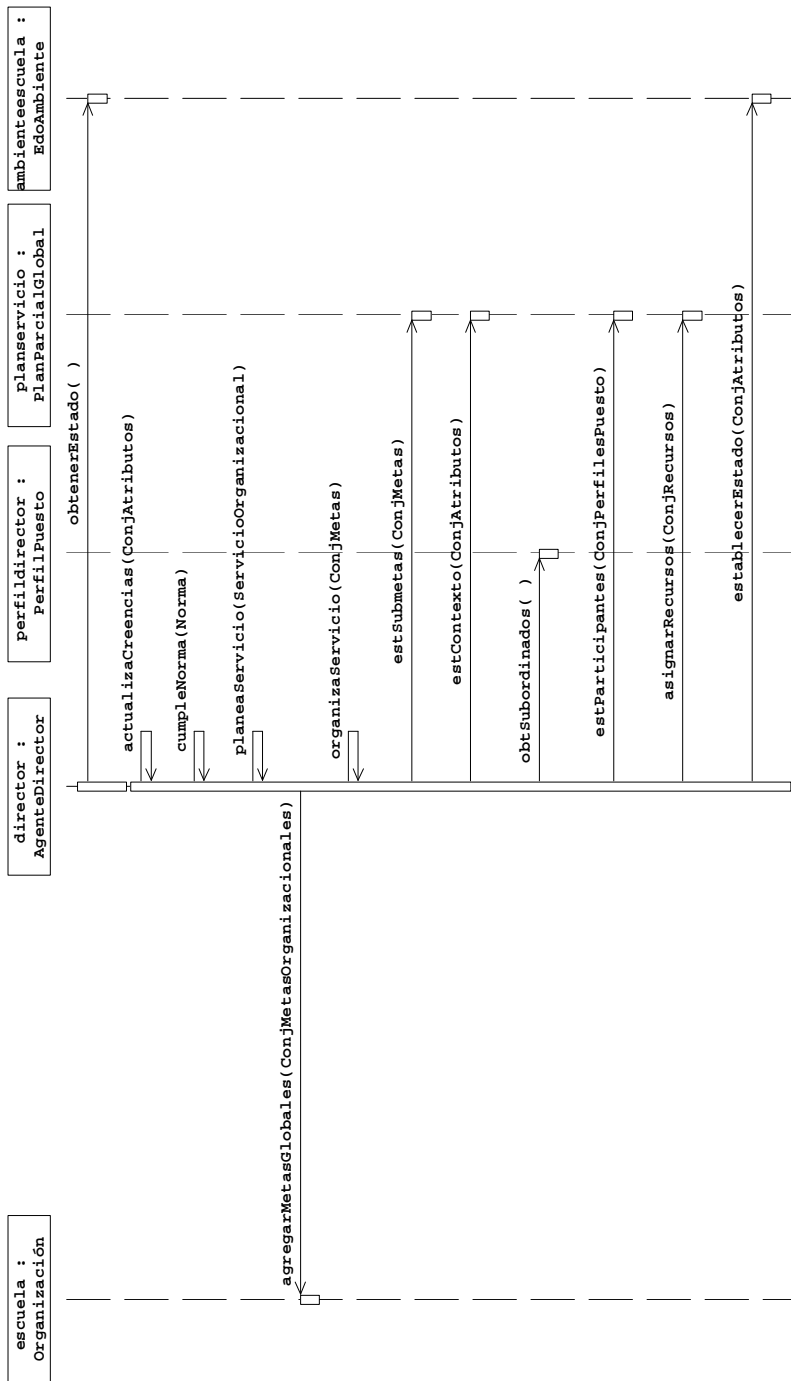 escuela :
Organización
director :
AgenteDirector
perfildirector :
PerfilPuesto
planservicio :
PlanParcialGlobal
ambienteescuela :
EdoAmbiente
obtenerEstado( )
actualizaCreencias(ConjAtributos)
cumpleNorma(Norma)
planeaServicio(ServicioOrganizacional)
agregarMetasGlobales(ConjMetasOrganizacionales)
organizaServicio(ConjMetas)
estSubmetas(ConjMetas)
estContexto(ConjAtributos)
obtSubordinados( )
estParticipantes(ConjPerfilesPuesto)
asignarRecursos(ConjRecursos)
establecerEstado(ConjAtributos)